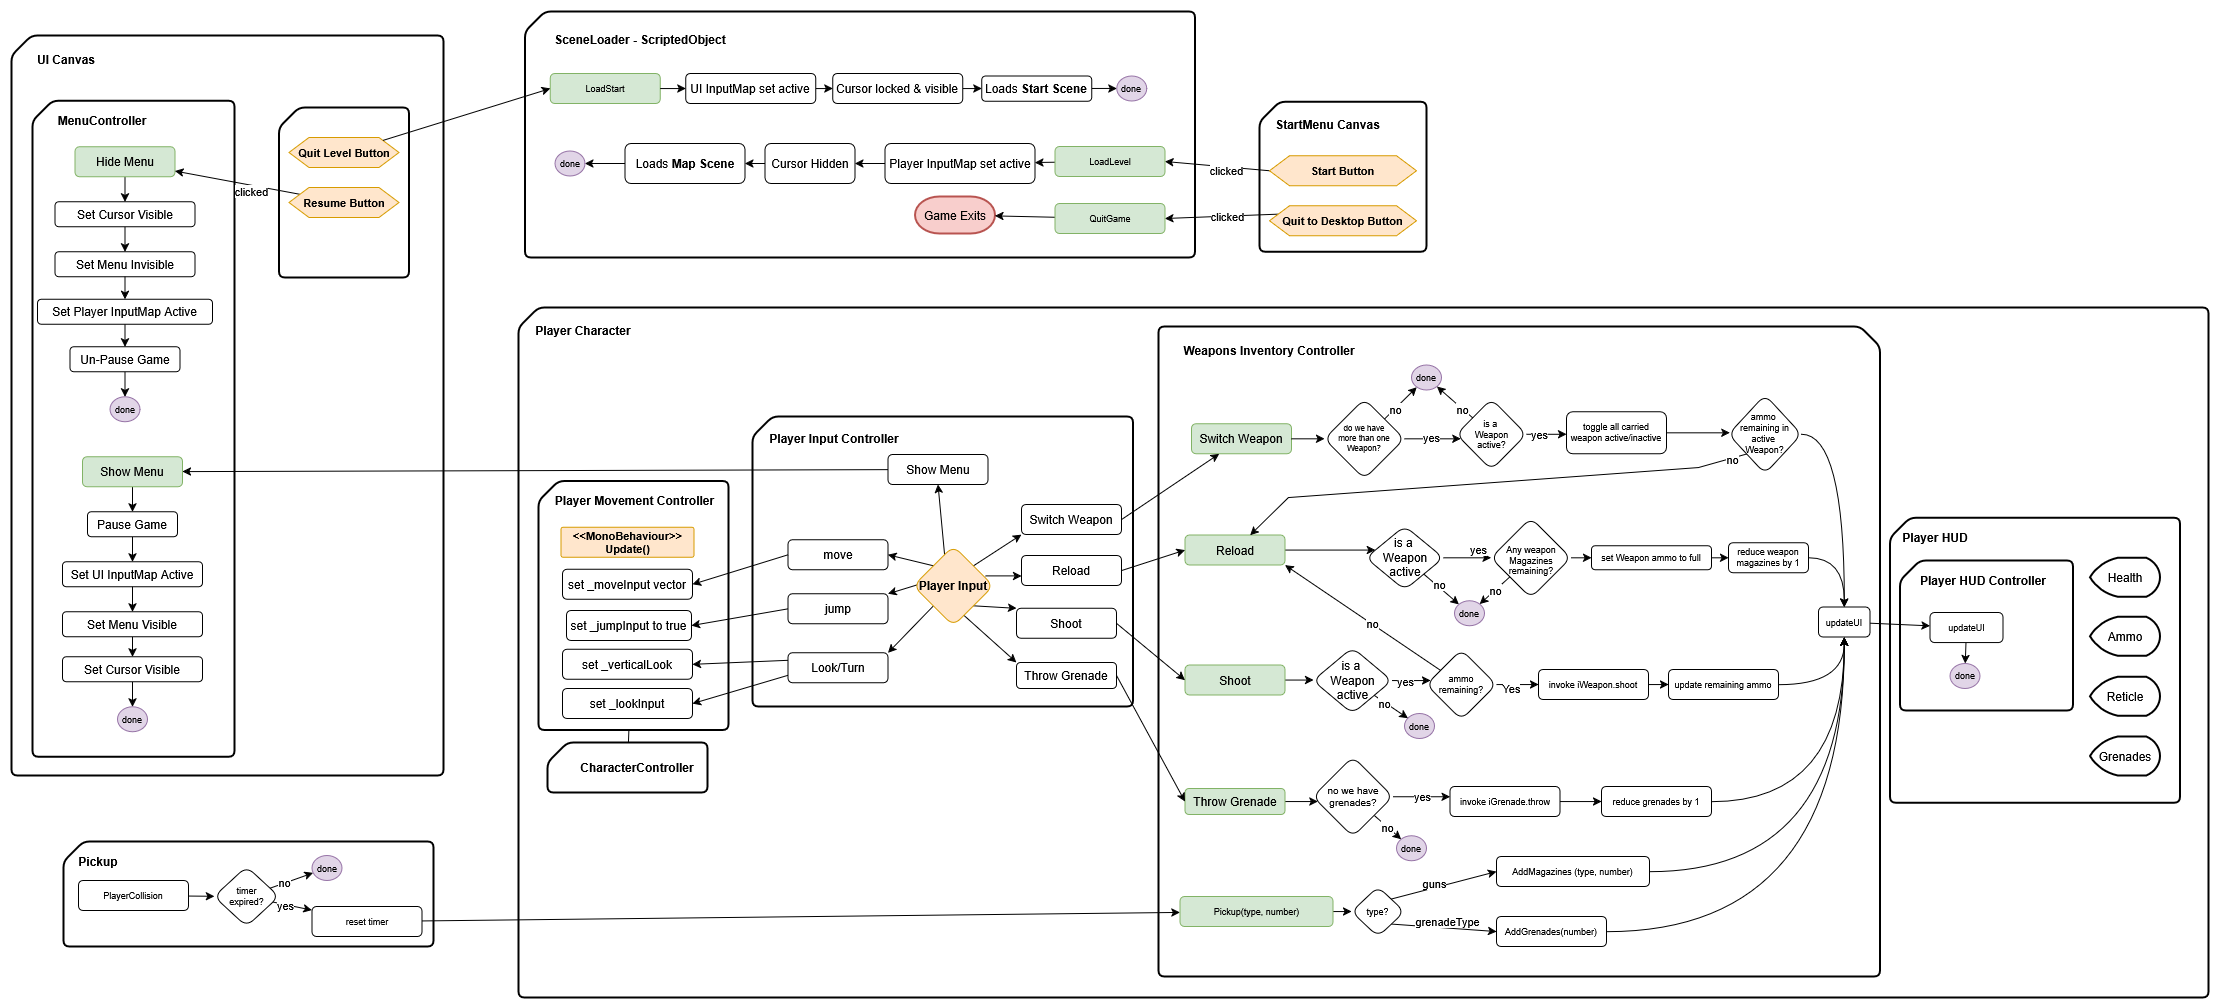 UI Canvas
MenuController
Hide Menu
Set Cursor Visible
Set Menu Invisible
Set Player InputMap Active
Un-Pause Game
done
Show Menu
Pause Game
Set UI InputMap Active
Set Menu Visible
Set Cursor Visible
done
Quit Level Button
Resume Button
clicked
SceneLoader - ScriptedObject
LoadStart
UI InputMap set active
Cursor locked & visible
Loads Start Scene
done
done
Loads Map Scene
Cursor Hidden
Player InputMap set active
LoadLevel
Game Exits
QuitGame
clicked
clicked
StartMenu Canvas
Start Button
Quit to Desktop Button
Player Character
Player Input Controller
Show Menu
Switch Weapon
move
Reload
Player Input
jump
Shoot
Look/Turn
Throw Grenade
Player Movement Controller
<<MonoBehaviour>>
Update()
set _moveInput vector
set _jumpInput to true
set _verticalLook
set _lookInput
CharacterController
Weapons Inventory Controller
done
no
no
Switch Weapon
do we have
more than one
Weapon?
yes
is a
Weapon
active?
yes
toggle all carried
weapon active/inactive
ammo
remaining in
active
Weapon?
no
Reload
is a
Weapon
active
yes
no
Any weapon
Magazines
remaining?
no
done
set Weapon ammo to full
reduce weapon
magazines by 1
updateUI
no
Shoot
is a
Weapon
active
yes
no
done
ammo
remaining?
Yes
invoke iWeapon.shoot
update remaining ammo
Throw Grenade
no we have
grenades?
yes
no
done
invoke iGrenade.throw
reduce grenades by 1
Pickup(type, number)
type?
guns
grenadeType
AddMagazines (type, number)
AddGrenades(number)
Player HUD
Player HUD Controller
updateUI
done
Health
Ammo
Reticle
Grenades
Pickup
PlayerCollision
timer
expired?
no
yes
done
reset timer